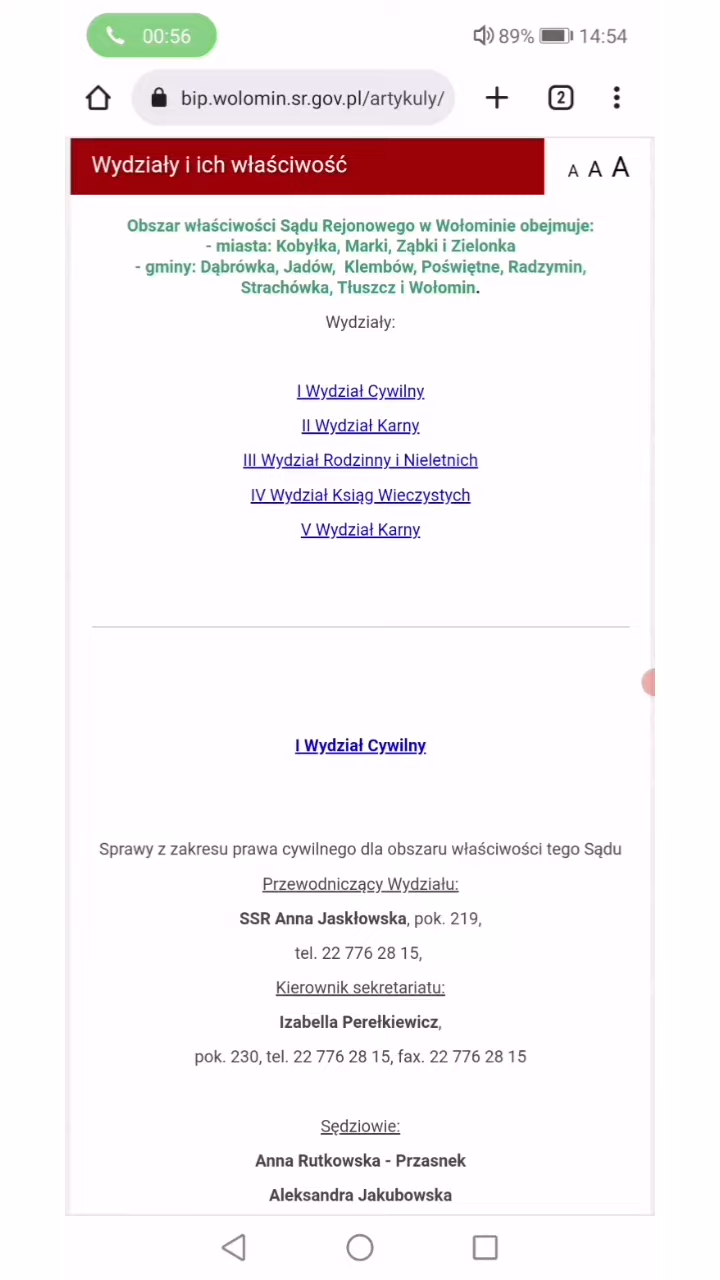 00:56
89% 14:54
bip.wolomin.sr.gov.pl/artykuly/
2
Wydziały i ich właściwość
A A A
Obszar właściwości Sądu Rejonowego w Wołominie obejmuje:
- miasta: Kobyłka, Marki, Ząbki i Zielonka
- gminy: Dąbrówka, Jadów, Klembów, Poświętne, Radzymin,
Strachówka, Tłuszcz i Wołomin.
Wydziały:
I Wydział Cywilny
II Wydział Karny
III Wydział Rodzinny i Nieletnich
IV Wydział Ksiąg Wieczystych
V Wydział Karny
I Wydział Cywilny
Sprawy z zakresu prawa cywilnego dla obszaru właściwości tego Sądu
Przewodniczący Wydziału:
SSR Anna Jaskłowska, pok. 219,
tel. 22 776 28 15,
Kierownik sekretariatu:
Izabella Perełkiewicz,
pok. 230, tel. 22 776 28 15, fax. 22 776 28 15
Sędziowie:
Anna Rutkowska - Przasnek
Aleksandra Jakubowska